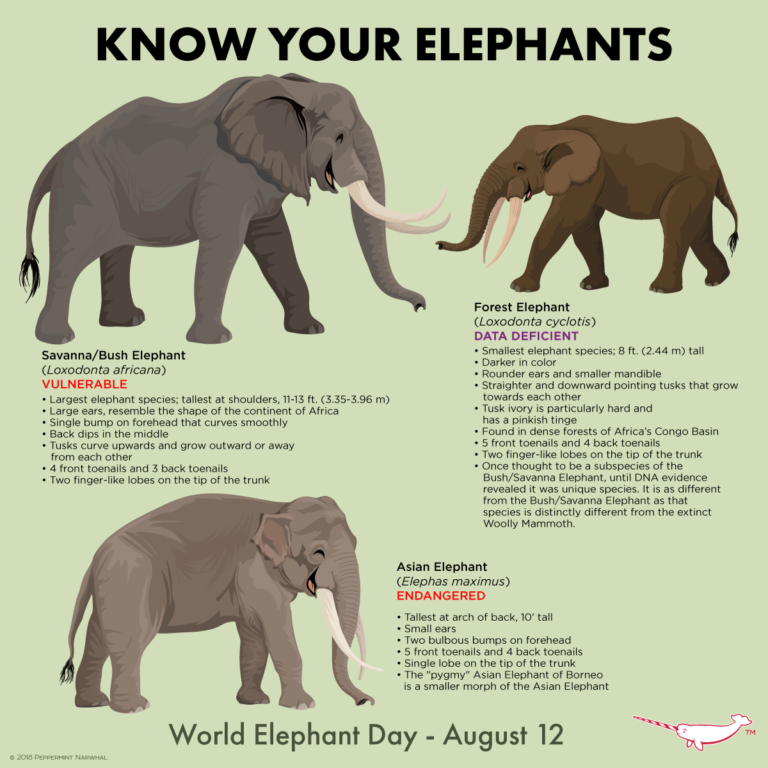 KNOW YOUR ELEPHANTS
Savanna/Bush Elephant
(Loxodonta africana)
VULNERABLE
• Largest elephant species; tallest at shoulders, 11-13 ft. (3.35-3.96 m)
• Large ears, resemble the shape of the continent of Africa
• Single bump on forehead that curves smoothly
• Back dips in the middle
• Tusks curve upwards and grow outward or away
from each other
• 4 front toenails and 3 back toenails
• Two finger-like lobes on the tip of the trunk
Forest Elephant
(Loxodonta cyclotis)
DATA DEFICIENT
• Smallest elephant species; 8 ft. (2.44 m) tall
• Darker in color
• Rounder ears and smaller mandible
• Straighter and downward pointing tusks that grow
towards each other
• Tusk ivory is particularly hard and
has a pinkish tinge
• Found in dense forests of Africa's Congo Basin
• 5 front toenails and 4 back toenails
• Two finger-like lobes on the tip of the trunk
• Once thought to be a subspecies of the
Bush/Savanna Elephant, until DNA evidence
revealed it was unique species. It is as different
from the Bush/Savanna Elephant as that
species is distinctly different from the extinct
Woolly Mammoth.
Asian Elephant
(Elephas maximus)
ENDANGERED
• Tallest at arch of back, 10' tall
• Small ears
• Two bulbous bumps on forehead
• 5 front toenails and 4 back toenails
• Single lobe on the tip of the trunk
• The "pygmy" Asian Elephant of Borneo
is a smaller morph of the Asian Elephant
World Elephant Day - August 12
TM
© 2018 Peppermint Narwhal